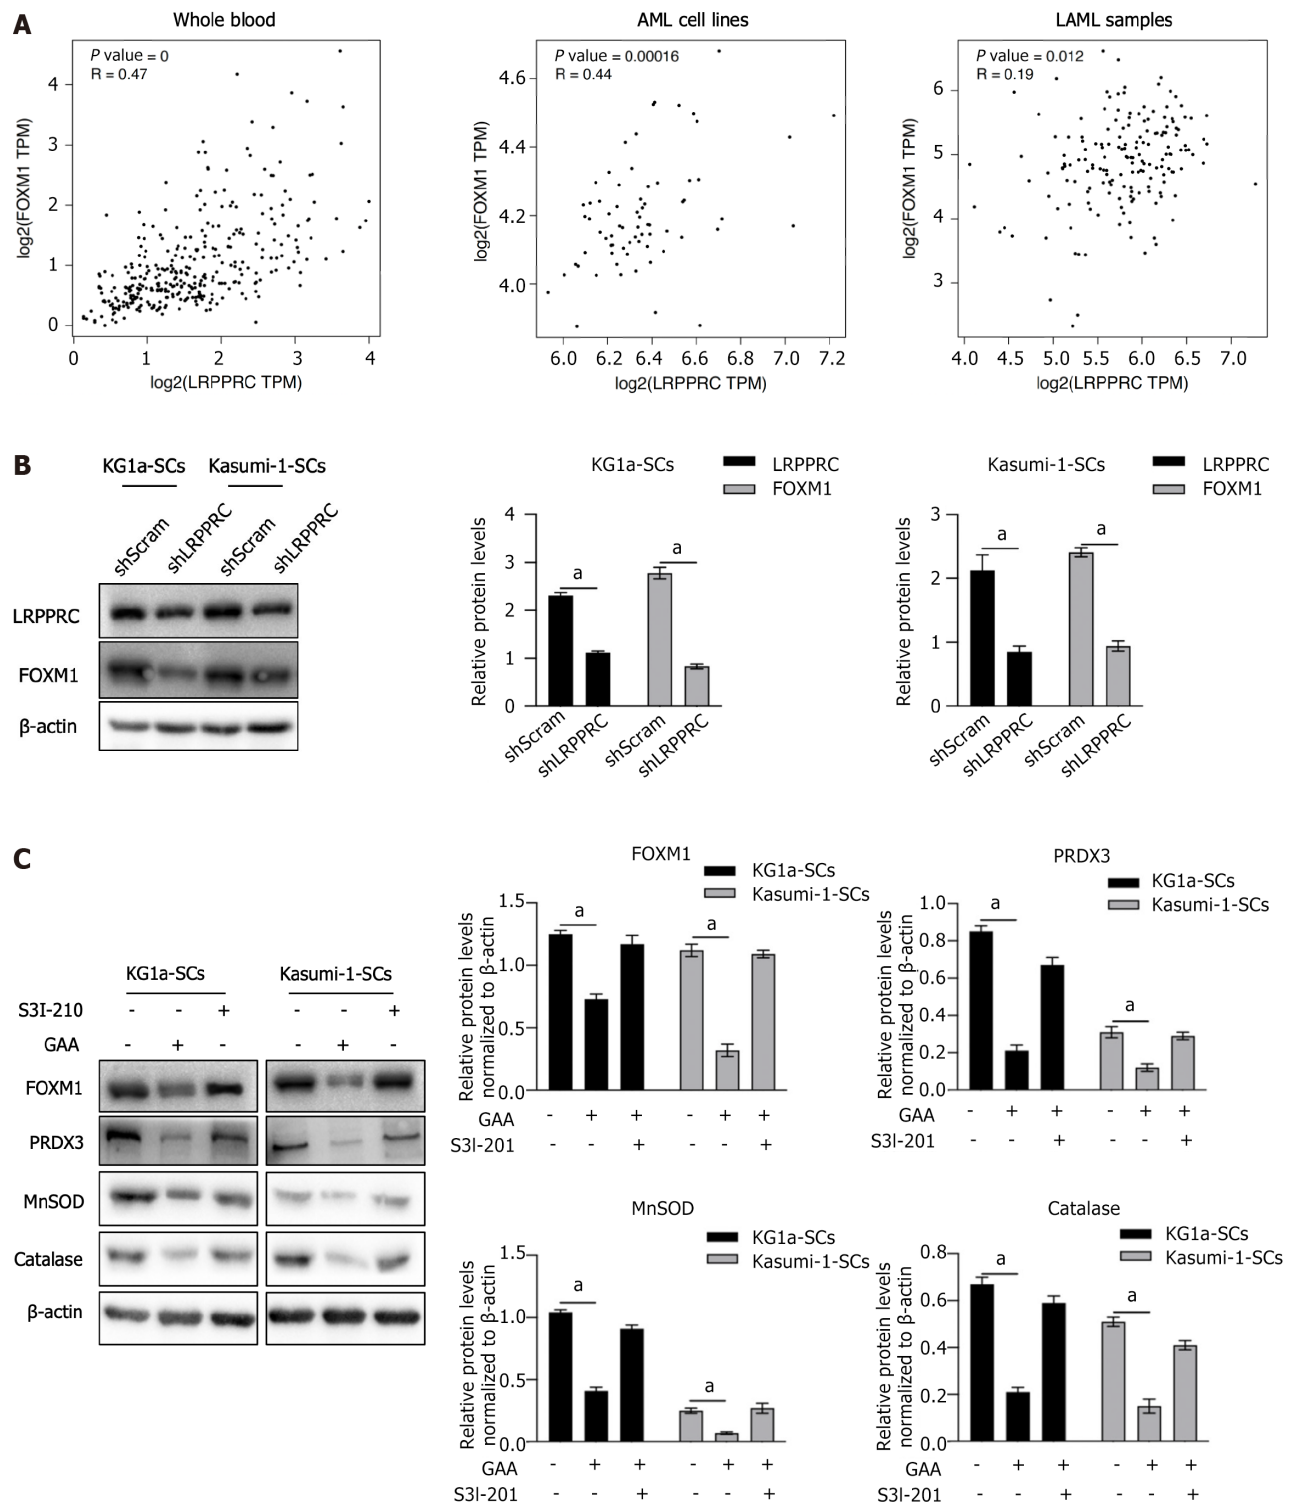 A
Whole blood
AML cell lines
LAML samples
P value = 0
R = 0.47
P value = 0.00016
R = 0.44
P value = 0.012
R = 0.19
log2(FOXM1 TPM)
4
3
2
1
0
0 1 2 3 4
log2(LRPPRC TPM)
log2(FOXM1 TPM)
4.6
4.4
4.2
4.0
6.0 6.2 6.4 6.6 6.8 7.0 7.2
log2(LRPPRC TPM)
log2(FOXM1 TPM)
6
5
4
3
4.0 4.5 5.0 5.5 6.0 6.5 7.0
log2(LRPPRC TPM)
B
KG1a-SCs Kasumi-1-SCs
shScram shLRPPRC shScram shLRPPRC
LRPPRC
FOXM1
β-actin
KG1a-SCs
LRPPRC
FOXM1
Relative protein levels
4
3
2
1
0
a
a
shScram shLRPPRC shScram shLRPPRC
Kasumi-1-SCs
LRPPRC
FOXM1
Relative protein levels
3
2
1
0
a
a
shScram shLRPPRC shScram shLRPPRC
C
KG1a-SCs Kasumi-1-SCs
S3I-210 - - + - - +
GAA - + - - + -
FOXM1
PRDX3
MnSOD
Catalase
β-actin
FOXM1
KG1a-SCs
Kasumi-1-SCs
Relative protein levels
normalized to β-actin
1.5
1.0
0.5
0.0
a
a
GAA - + + - + +
S3I-201 - - + - - +
PRDX3
KG1a-SCs
Kasumi-1-SCs
Relative protein levels
normalized to β-actin
1.0
0.8
0.6
0.4
0.2
0.0
a
a
GAA - + + - + +
S3I-201 - - + - - +
MnSOD
KG1a-SCs
Kasumi-1-SCs
Relative protein levels
normalized to β-actin
1.5
1.0
0.5
0.0
a
a
GAA - + + - + +
S3I-201 - - + - - +
Catalase
KG1a-SCs
Kasumi-1-SCs
Relative protein levels
normalized to β-actin
0.8
0.6
0.4
0.2
0.0
a
a
GAA - + + - + +
S3I-201 - - + - - +